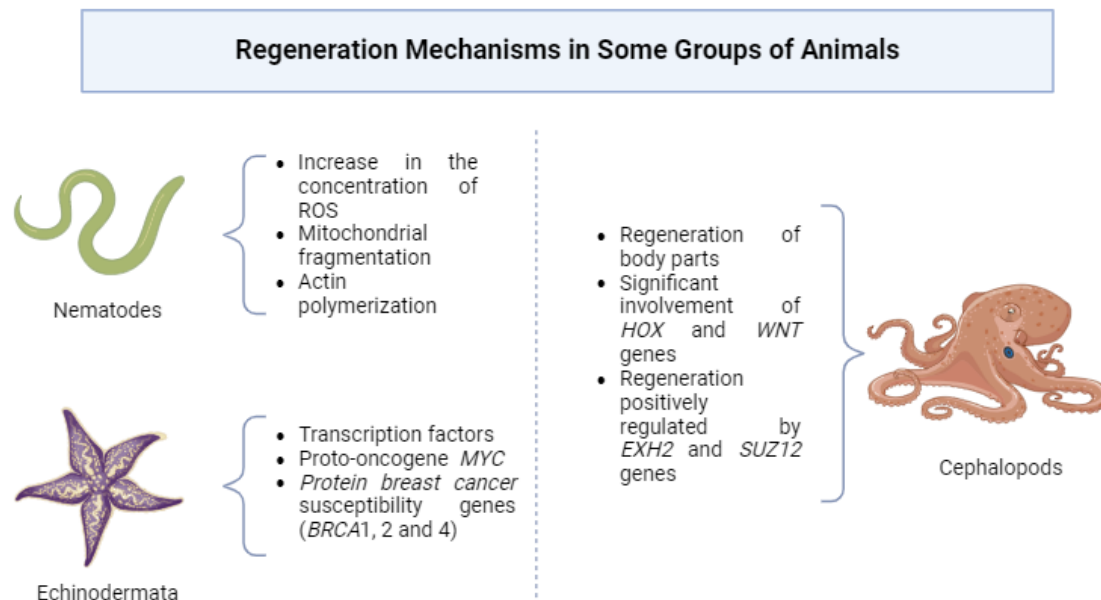 Regeneration Mechanisms in Some Groups of Animals
• Increase in the
concentration of
ROS
• Mitochondrial
fragmentation
• Actin
polymerization
Nematodes
• Transcription factors
• Proto-oncogene MYC
• Protein breast cancer
susceptibility genes
(BRCA1, 2 and 4)
Echinodermata
• Regeneration of
body parts
• Significant
involvement of
HOX and WNT
genes
• Regeneration
positively
regulated by
EXH2 and SUZ12
genes
Cephalopods